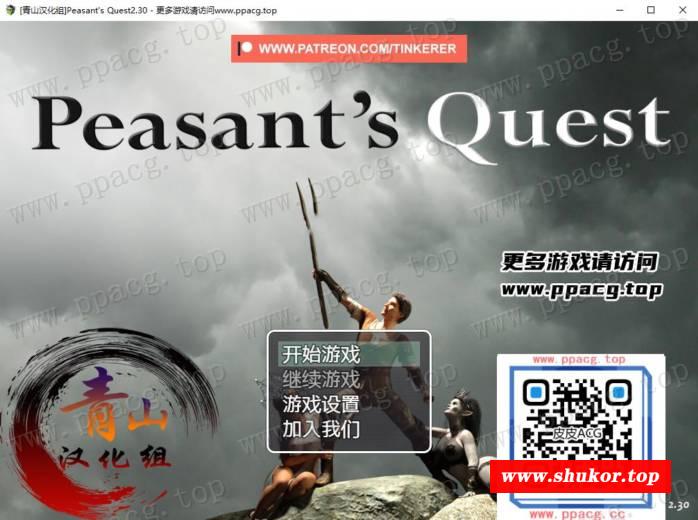 [青山汉化组]Peasant's Quest2.30 - 更多游戏请访问www.ppacg.top
WWW.PATREON.COM/TINKERER
Peasant's Quest
更多游戏请访问
www.ppacg.top
开始游戏
继续游戏
游戏设置
加入我们
青山
汉化组
www.ppacg.top
皮皮ACG
www.shukor.top
www.ppacg.cc
2.30
www.ppacg.top